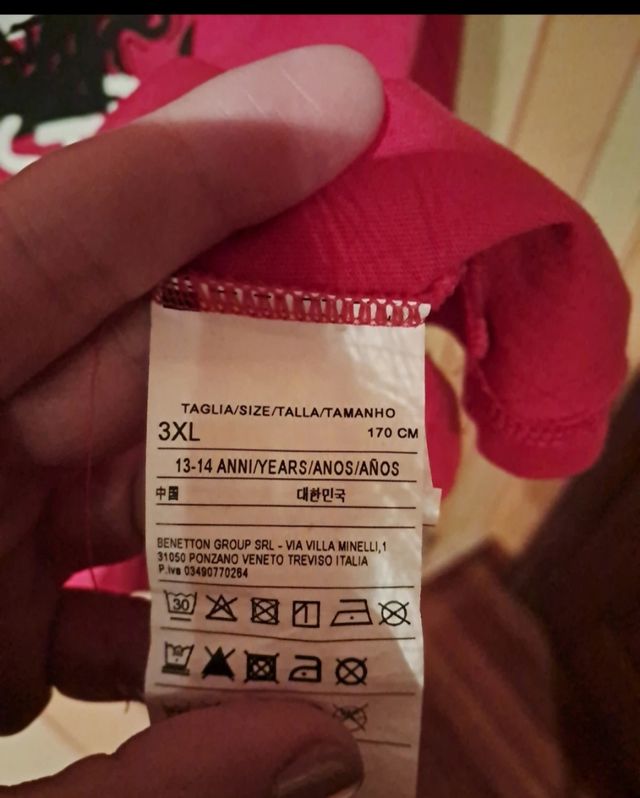 TAGLIA/SIZE/TALLA/TAMANHO
3XL 170 CM
13-14 ANNI/YEARS/ANOS/AÑOS
中国 대한민국
BENETTON GROUP SRL - VIA VILLA MINELLI,1
31050 PONZANO VENETO TREVISO ITALIA
P.iva 03490770264
30